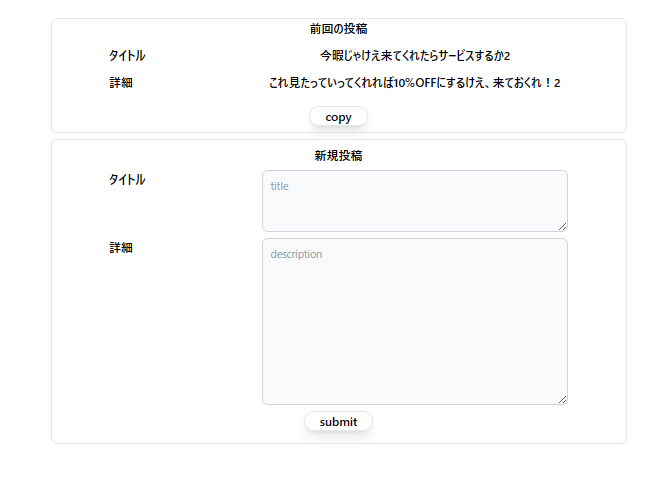 前回の投稿
タイトル 今暇じゃけえ来てくれたらサービスするか2
詳細 これ見たっていってくれれば10%OFFにするけえ、来ておくれ！2
copy
新規投稿
タイトル title
詳細 description
submit